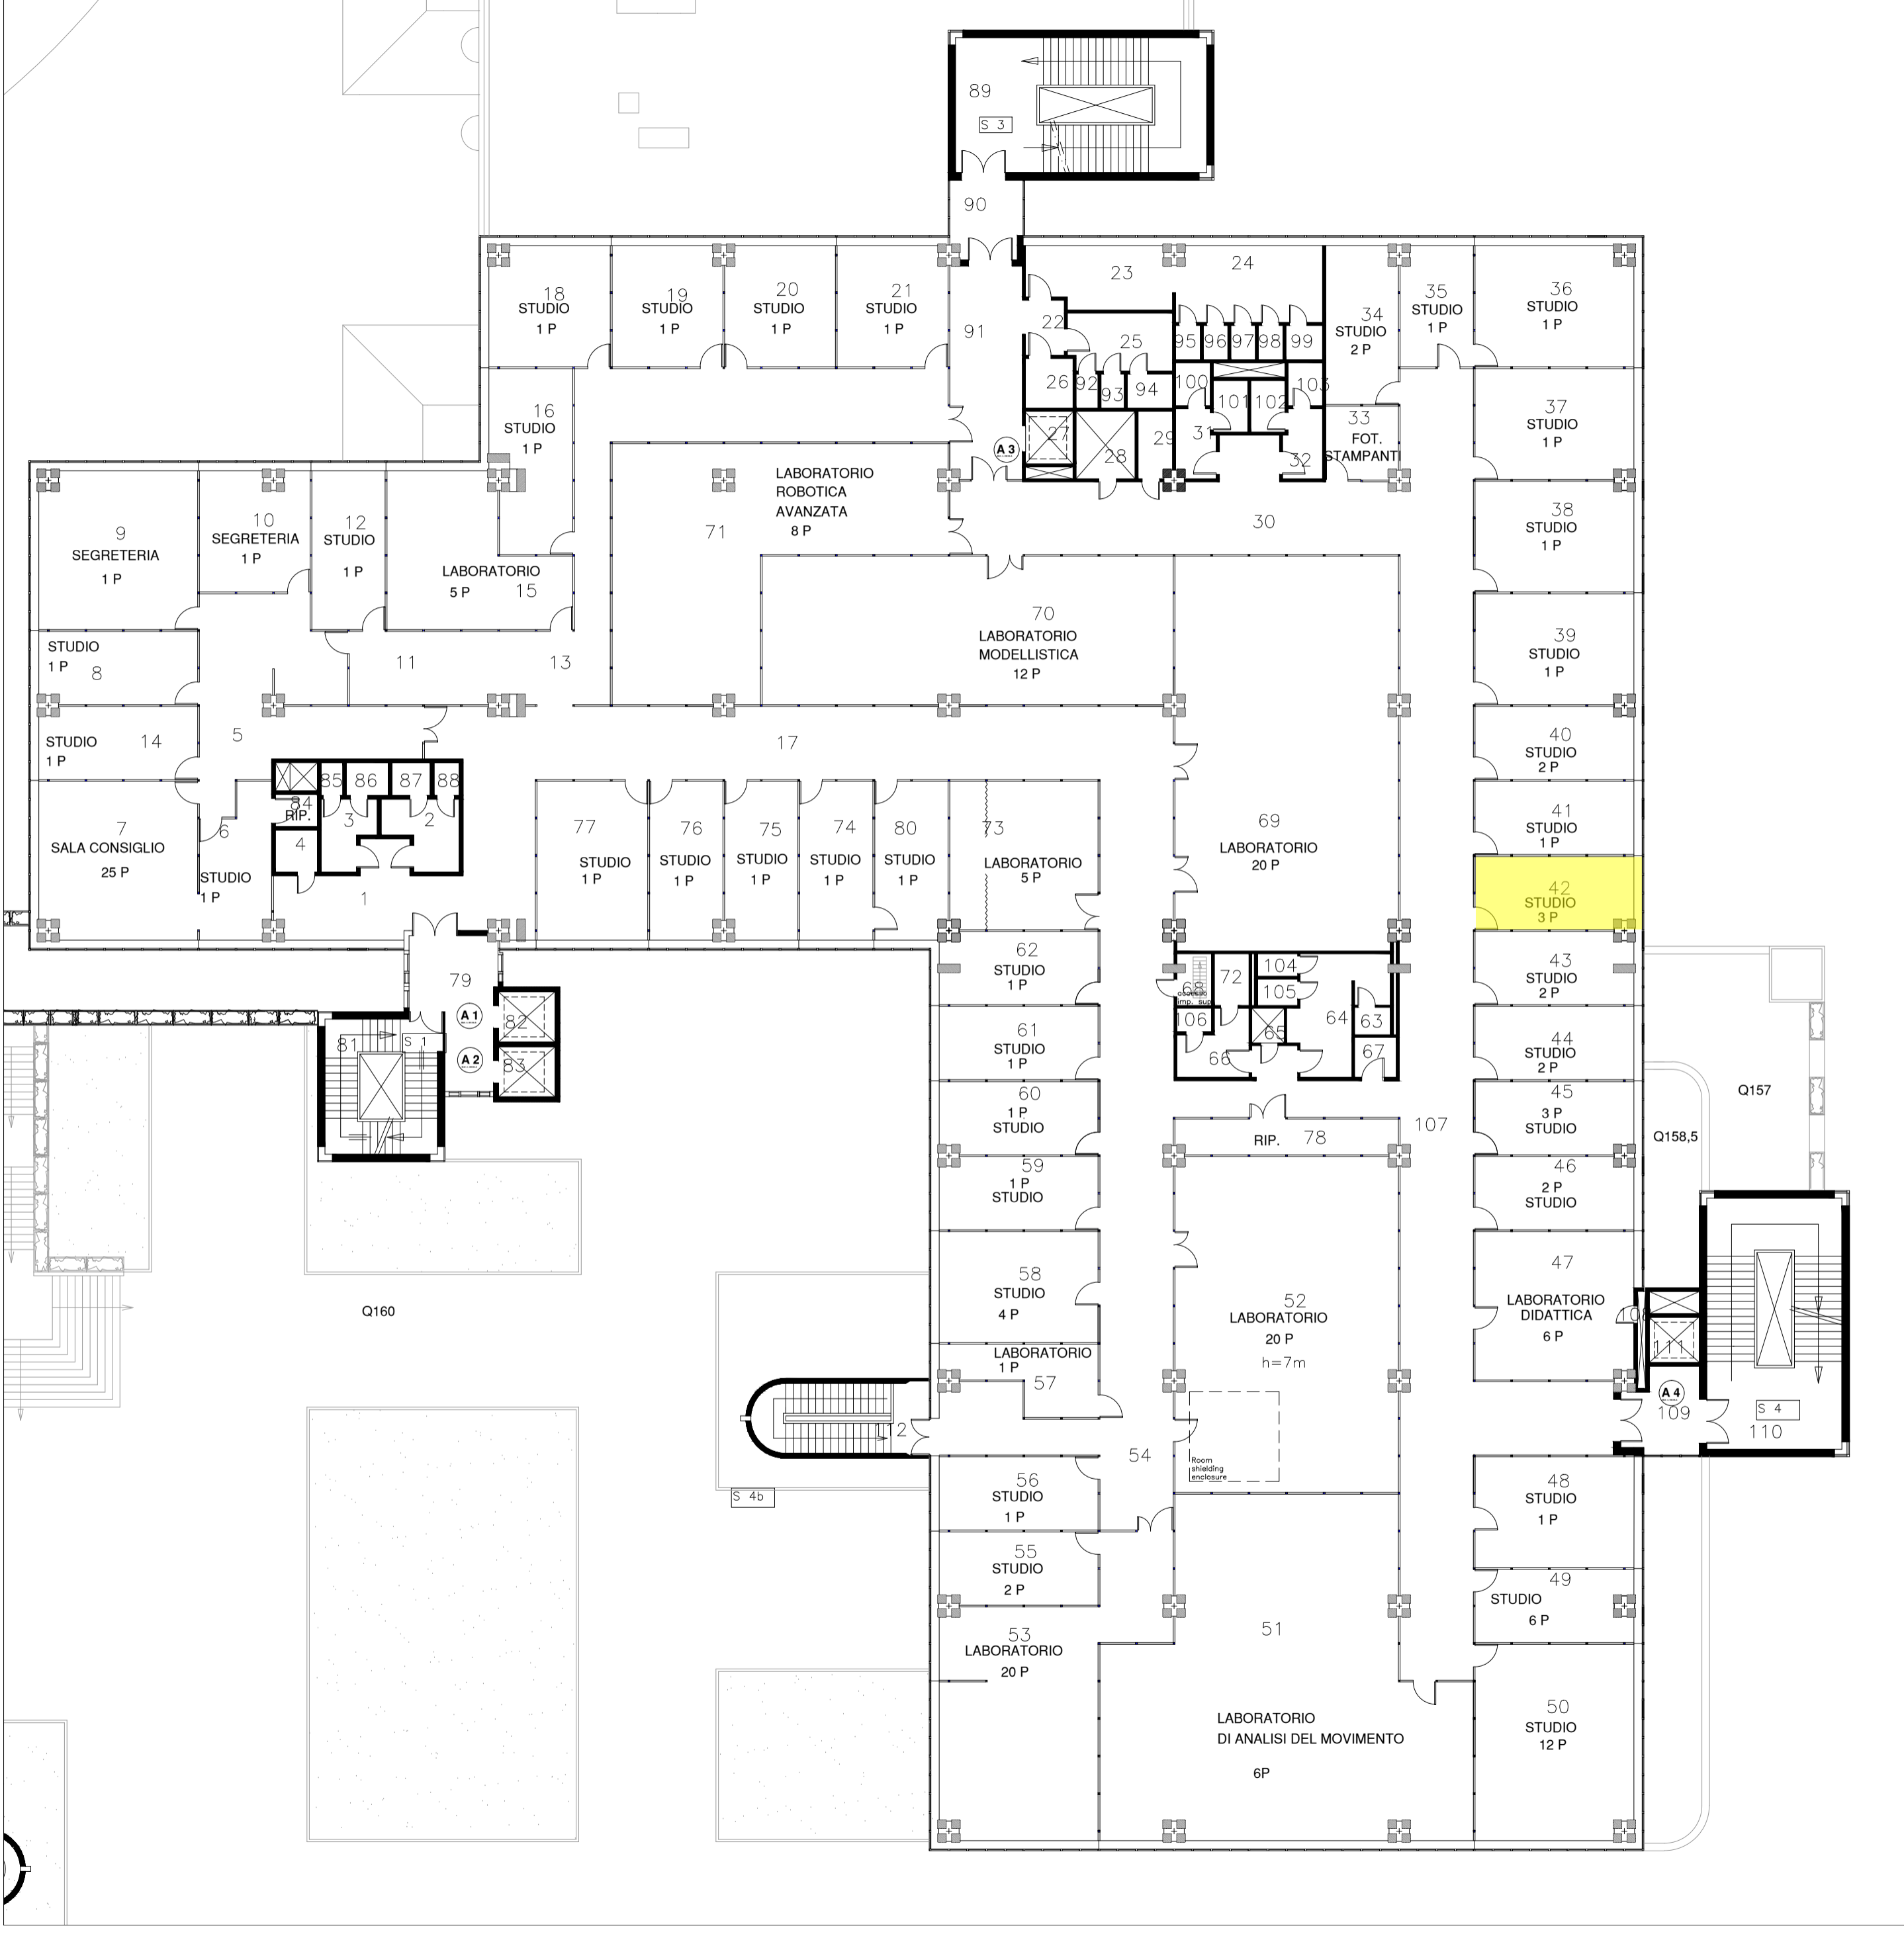 89
S 3
90
18
STUDIO
1 P
19
STUDIO
1 P
20
STUDIO
1 P
21
STUDIO
1 P
91
22
23
24
25
26
92
93
94
95
96
97
98
99
100
101
102
103
27
28
29
31
32
A 3
34
STUDIO
2 P
35
STUDIO
1 P
36
STUDIO
1 P
33
FOT.
STAMPANTI
37
STUDIO
1 P
16
STUDIO
1 P
9
SEGRETERIA
1 P
10
SEGRETERIA
1 P
12
STUDIO
1 P
LABORATORIO
5 P
15
LABORATORIO
ROBOTICA
AVANZATA
8 P
71
30
38
STUDIO
1 P
STUDIO
1 P
8
11
13
70
LABORATORIO
MODELLISTICA
12 P
39
STUDIO
1 P
STUDIO
14
1 P
5
17
40
STUDIO
2 P
85
86
87
88
84
RIP.
3
2
4
6
7
SALA CONSIGLIO
25 P
STUDIO
1 P
1
77
STUDIO
1 P
76
STUDIO
1 P
75
STUDIO
1 P
74
STUDIO
1 P
80
STUDIO
1 P
73
LABORATORIO
5 P
69
LABORATORIO
20 P
41
STUDIO
1 P
42
STUDIO
3 P
79
A 1
82
81
S 1
A 2
83
62
STUDIO
1 P
68
72
104
105
106
65
64
63
66
67
43
STUDIO
2 P
61
STUDIO
1 P
44
STUDIO
2 P
60
1 P
STUDIO
RIP.
78
107
45
3 P
STUDIO
Q157
Q158,5
59
1 P
STUDIO
46
2 P
STUDIO
Q160
58
STUDIO
4 P
52
LABORATORIO
20 P
h=7m
47
LABORATORIO
DIDATTICA
6 P
111
LABORATORIO
1 P
57
A 4
109
S 4
110
54
Room
shielding
enclosure
S 4b
56
STUDIO
1 P
48
STUDIO
1 P
55
STUDIO
2 P
49
STUDIO
6 P
53
LABORATORIO
20 P
51
LABORATORIO
DI ANALISI DEL MOVIMENTO
6P
50
STUDIO
12 P